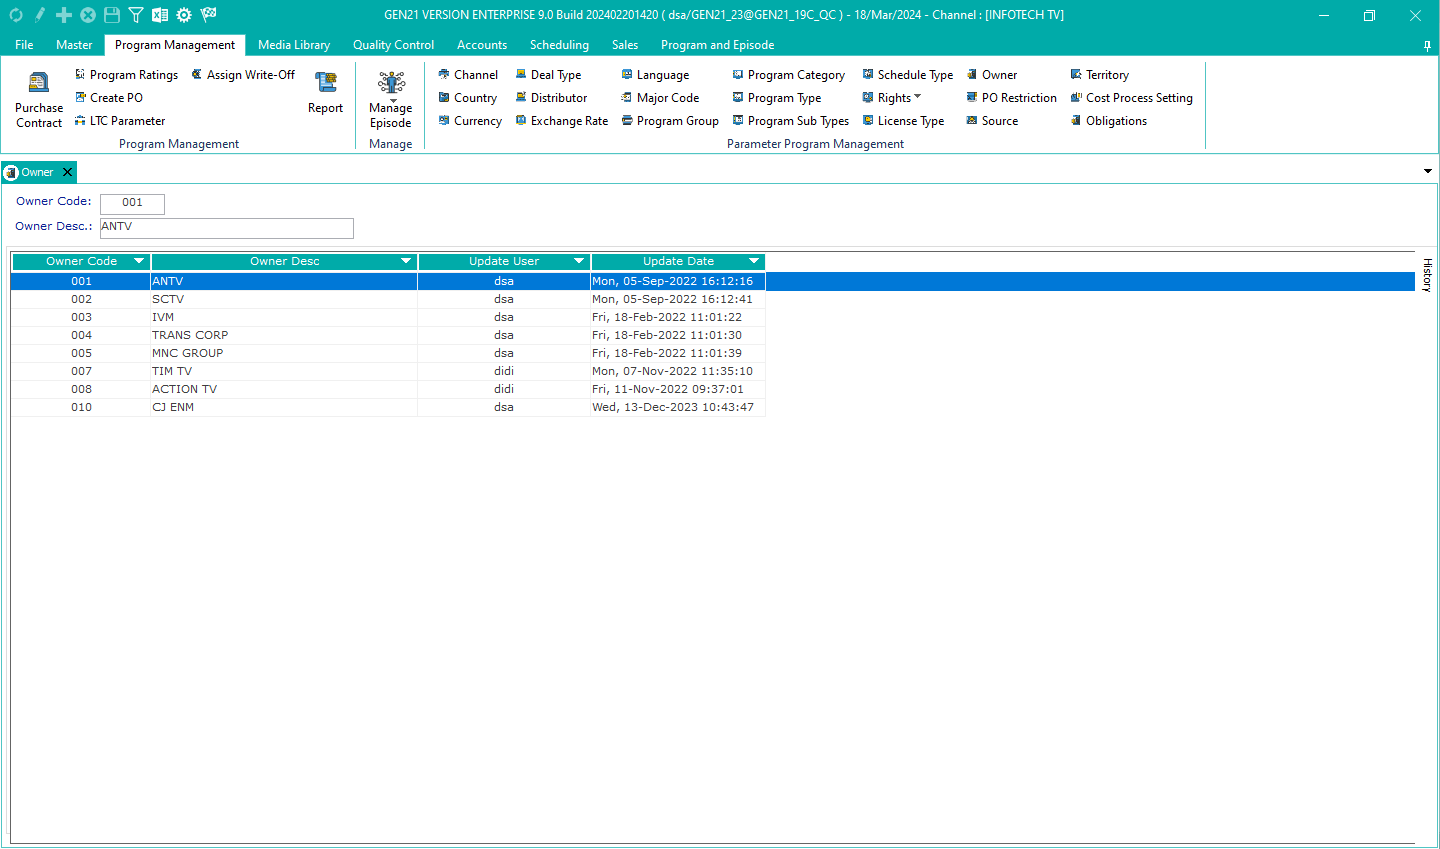 GEN21 VERSION ENTERPRISE 9.0 Build 202402201420 ( dsa/GEN21_23@GEN21_19C_QC ) - 18/Mar/2024 - Channel : [INFOTECH TV]
File Master Program Management Media Library Quality Control Accounts Scheduling Sales Program and Episode
Purchase Contract
Program Ratings
Create PO
LTC Parameter
Assign Write-Off
Report
Program Management
Manage Episode
Manage
Channel
Country
Currency
Deal Type
Distributor
Exchange Rate
Language
Major Code
Program Group
Program Category
Program Type
Program Sub Types
Schedule Type
Rights
License Type
Owner
PO Restriction
Source
Territory
Cost Process Setting
Obligations
Parameter Program Management
Owner
Owner Code: 001
Owner Desc.: ANTV
Owner Code Owner Desc Update User Update Date
001 ANTV dsa Mon, 05-Sep-2022 16:12:16
002 SCTV dsa Mon, 05-Sep-2022 16:12:41
003 IVM dsa Fri, 18-Feb-2022 11:01:22
004 TRANS CORP dsa Fri, 18-Feb-2022 11:01:30
005 MNC GROUP dsa Fri, 18-Feb-2022 11:01:39
007 TIM TV didi Mon, 07-Nov-2022 11:35:10
008 ACTION TV didi Fri, 11-Nov-2022 09:37:01
010 CJ ENM dsa Wed, 13-Dec-2023 10:43:47
History